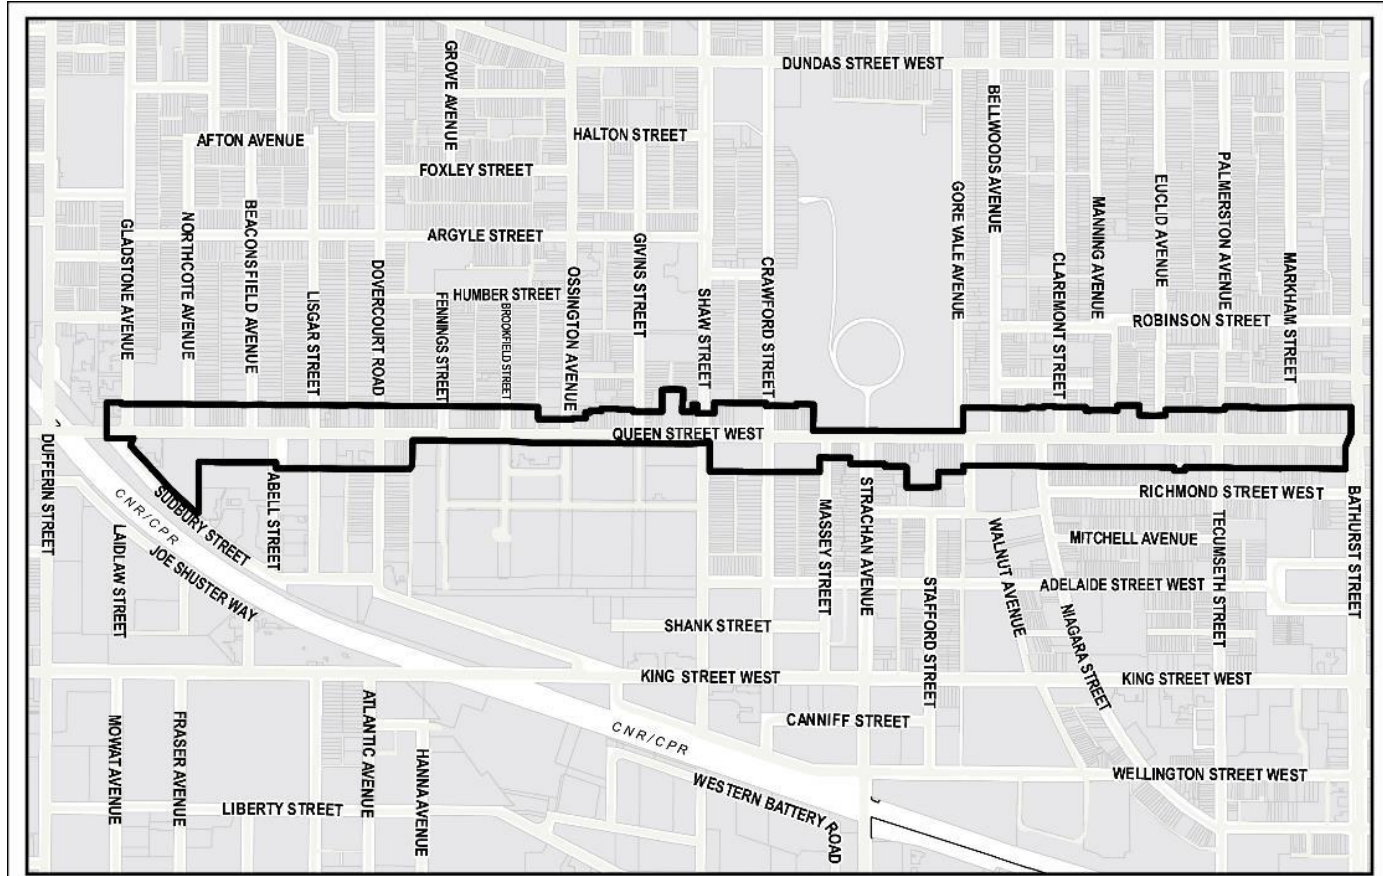 DUNDAS STREET WEST
GROVE AVENUE
BELLWOODS AVENUE
AFTON AVENUE
HALTON STREET
FOXLEY STREET
PALMERSTON AVENUE
EUCLID AVENUE
GORE VALE AVENUE
MANNING AVENUE
GLADSTONE AVENUE
NORTHCOTE AVENUE
BEACONSFIELD AVENUE
ARGYLE STREET
GIVINS STREET
CLAREMONT STREET
MARKHAM STREET
CRAWFORD STREET
DOVERCOURT ROAD
OSSINGTON AVENUE
LISGAR STREET
FENNINGS STREET
HUMBER STREET
BROOKFIELD STREET
SHAW STREET
ROBINSON STREET
QUEEN STREET WEST
DUFFERIN STREET
SUDBURY STREET
ABELL STREET
CNR/CPR
JOE SHUSTER WAY
LAIDLAW STREET
MASSEY STREET
STRACHAN AVENUE
RICHMOND STREET WEST
BATHURST STREET
TECUMSETH STREET
MITCHELL AVENUE
WALNUT AVENUE
ADELAIDE STREET WEST
STAFFORD STREET
NIAGARA STREET
SHANK STREET
KING STREET WEST
KING STREET WEST
ATLANTIC AVENUE
MOWAT AVENUE
FRASER AVENUE
HANNA AVENUE
CANNIFF STREET
CNR/CPR
WELLINGTON STREET WEST
WESTERN BATTERY ROAD
LIBERTY STREET